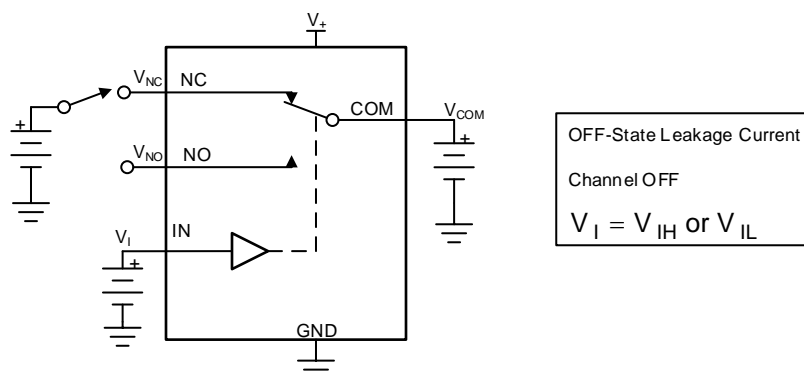 V+
VNC NC
COM VCOM
+
+
VNO NO
VI IN
+
GND
OFF-State Leakage Current
Channel OFF
VI = VIH or VIL